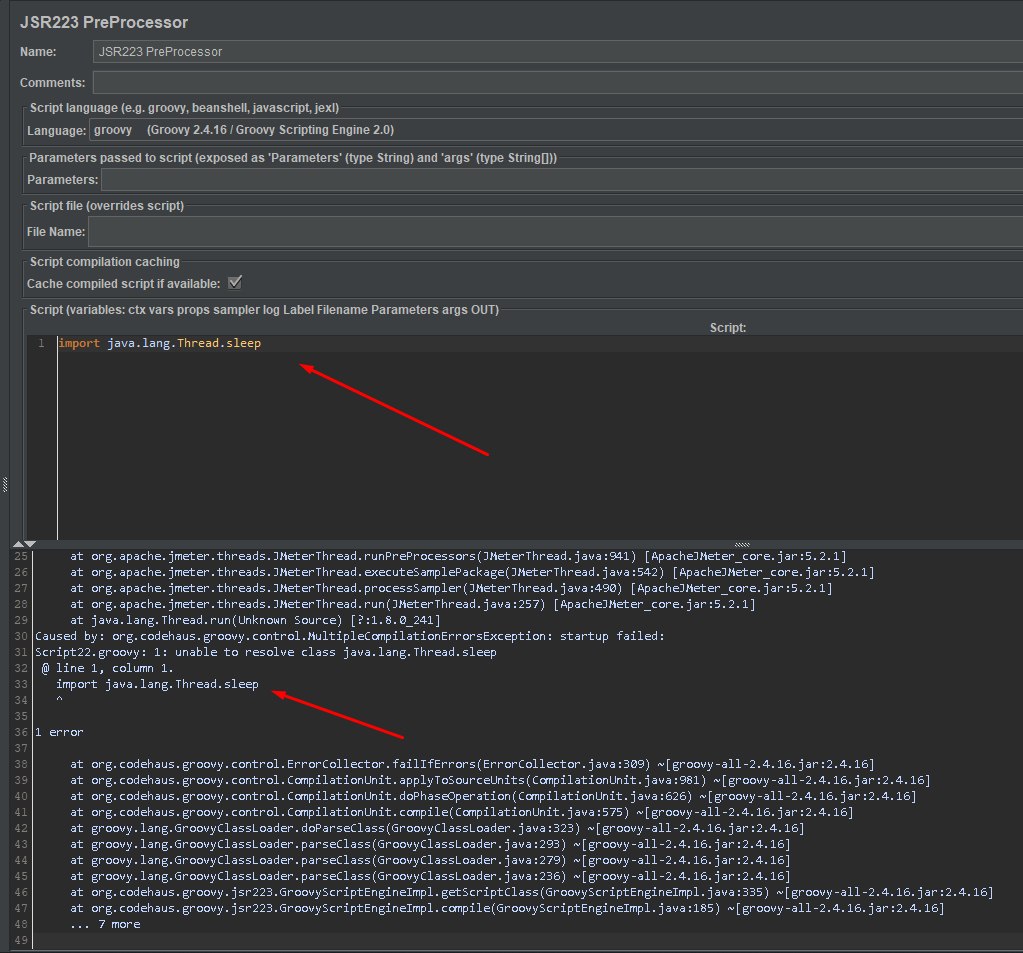 JSR223 PreProcessor
Name: JSR223 PreProcessor
Comments:
Script language (e.g. groovy, beanshell, javascript, jexl)
Language: groovy (Groovy 2.4.16 / Groovy Scripting Engine 2.0)
Parameters passed to script (exposed as 'Parameters' (type String) and 'args' (type String[]))
Parameters:
Script file (overrides script)
File Name:
Script compilation caching
Cache compiled script if available:
Script (variables: ctx vars props sampler log Label Filename Parameters args OUT)
Script:
1 import java.lang.Thread.sleep
25 at org.apache.jmeter.threads.JMeterThread.runPreProcessors(JMeterThread.java:941) [ApacheJMeter_core.jar:5.2.1]
26 at org.apache.jmeter.threads.JMeterThread.executeSamplePackage(JMeterThread.java:542) [ApacheJMeter_core.jar:5.2.1]
27 at org.apache.jmeter.threads.JMeterThread.processSampler(JMeterThread.java:490) [ApacheJMeter_core.jar:5.2.1]
28 at org.apache.jmeter.threads.JMeterThread.run(JMeterThread.java:257) [ApacheJMeter_core.jar:5.2.1]
29 at java.lang.Thread.run(Unknown Source) [?:1.8.0_241]
30 Caused by: org.codehaus.groovy.control.MultipleCompilationErrorsException: startup failed:
31 Script22.groovy: 1: unable to resolve class java.lang.Thread.sleep
32 @ line 1, column 1.
33 import java.lang.Thread.sleep
34 ^
35
36 1 error
37
38 at org.codehaus.groovy.control.ErrorCollector.failIfErrors(ErrorCollector.java:309) ~[groovy-all-2.4.16.jar:2.4.16]
39 at org.codehaus.groovy.control.CompilationUnit.applyToSourceUnits(CompilationUnit.java:981) ~[groovy-all-2.4.16.jar:2.4.16]
40 at org.codehaus.groovy.control.CompilationUnit.doPhaseOperation(CompilationUnit.java:626) ~[groovy-all-2.4.16.jar:2.4.16]
41 at org.codehaus.groovy.control.CompilationUnit.compile(CompilationUnit.java:575) ~[groovy-all-2.4.16.jar:2.4.16]
42 at groovy.lang.GroovyClassLoader.doParseClass(GroovyClassLoader.java:323) ~[groovy-all-2.4.16.jar:2.4.16]
43 at groovy.lang.GroovyClassLoader.parseClass(GroovyClassLoader.java:293) ~[groovy-all-2.4.16.jar:2.4.16]
44 at groovy.lang.GroovyClassLoader.parseClass(GroovyClassLoader.java:279) ~[groovy-all-2.4.16.jar:2.4.16]
45 at groovy.lang.GroovyClassLoader.parseClass(GroovyClassLoader.java:236) ~[groovy-all-2.4.16.jar:2.4.16]
46 at org.codehaus.groovy.jsr223.GroovyScriptEngineImpl.getScriptClass(GroovyScriptEngineImpl.java:335) ~[groovy-all-2.4.16.jar:2.4.16]
47 at org.codehaus.groovy.jsr223.GroovyScriptEngineImpl.compile(GroovyScriptEngineImpl.java:185) ~[groovy-all-2.4.16.jar:2.4.16]
48 ... 7 more
49